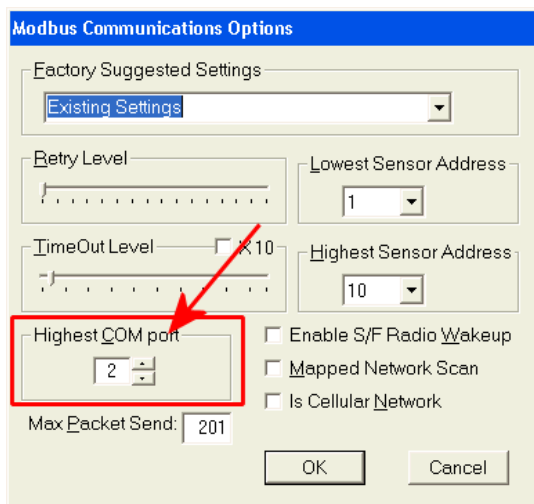 Modbus Communications Options
Factory Suggested Settings
Existing Settings
Retry Level
Lowest Sensor Address
1
TimeOut Level
X 10
Highest Sensor Address
10
Highest COM port
2
Enable S/F Radio Wakeup
Mapped Network Scan
Is Cellular Network
Max Packet Send: 201
OK
Cancel